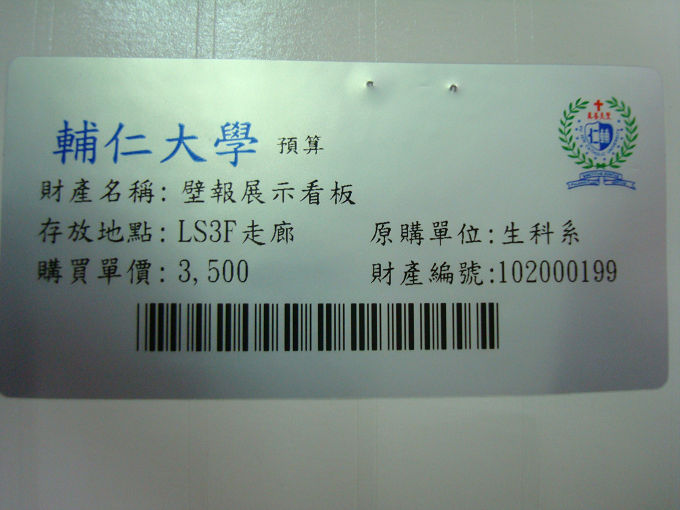 輔仁大學 預算
財產名稱: 壁報展示看板
存放地點: LS3F走廊 原購單位:生科系
購買單價: 3,500 財產編號:102000199